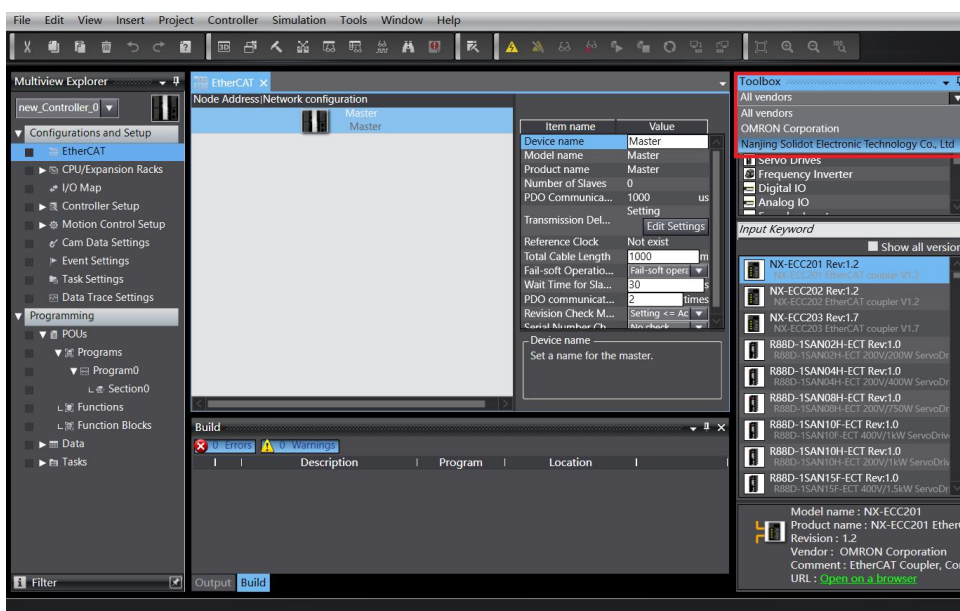 File Edit View Insert Project Controller Simulation Tools Window Help
Multiview Explorer
new_Controller_0
Configurations and Setup
EtherCAT
CPU/Expansion Racks
I/O Map
Controller Setup
Motion Control Setup
Cam Data Settings
Event Settings
Task Settings
Data Trace Settings
Programming
POUs
Programs
Program0
Section0
Functions
Function Blocks
Data
Tasks
Filter
EtherCAT
Node Address|Network configuration
Master
Master
Item name Value
Device name Master
Model name Master
Product name Master
Number of Slaves 0
PDO Communica... 1000 us
Transmission Del... Setting
Edit Settings
Reference Clock Not exist
Total Cable Length 1000 m
Fail-soft Operatio... Fail-soft opera
Wait Time for Sla... 30 s
PDO communicat... 2 times
Revision Check M... Setting <= Ac
Serial Number Ch... No check
Device name
Set a name for the master.
Build
0 Errors 0 Warnings
! Description | Program | Location
Output Build
Toolbox
All vendors
All vendors
OMRON Corporation
Nanjing Solidot Electronic Technology Co., Ltd
Servo Drives
Frequency Inverter
Digital IO
Analog IO
Input Keyword
Show all version
NX-ECC201 Rev:1.2
NX-ECC201 EtherCAT coupler V1.2
NX-ECC202 Rev:1.2
NX-ECC202 EtherCAT coupler V1.2
NX-ECC203 Rev:1.7
NX-ECC203 EtherCAT coupler V1.7
R88D-1SAN02H-ECT Rev:1.0
R88D-1SAN02H-ECT 200V/200W ServoDr
R88D-1SAN04H-ECT Rev:1.0
R88D-1SAN04H-ECT 200V/400W ServoDr
R88D-1SAN08H-ECT Rev:1.0
R88D-1SAN08H-ECT 200V/750W ServoDr
R88D-1SAN10F-ECT Rev:1.0
R88D-1SAN10F-ECT 400V/1kW ServoDriv
R88D-1SAN10H-ECT Rev:1.0
R88D-1SAN10H-ECT 200V/1kW ServoDriv
R88D-1SAN15F-ECT Rev:1.0
R88D-1SAN15F-ECT 400V/1.5kW ServoDr
Model name : NX-ECC201
Product name : NX-ECC201 Ether
Revision : 1.2
Vendor : OMRON Corporation
Comment : EtherCAT Coupler, Co
URL : Open on a browser